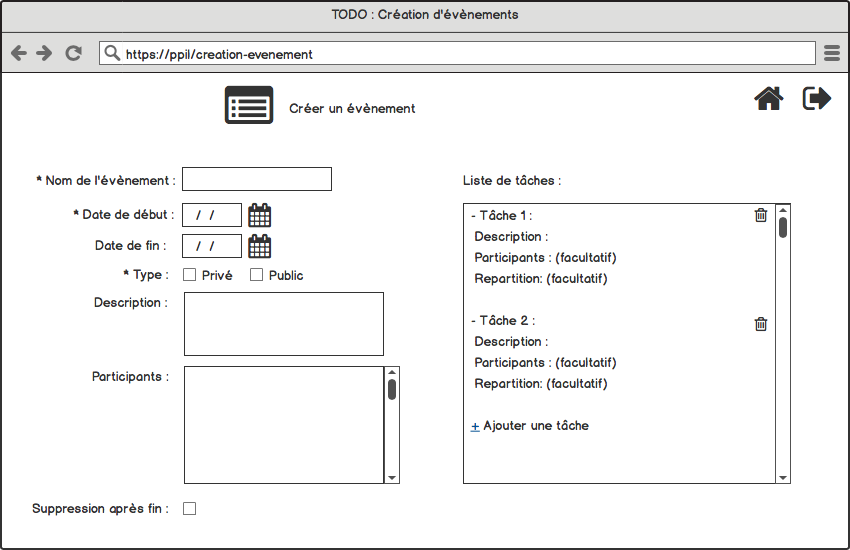 TODO : Création d'évènements
https://ppil/creation-evenement
Créer un évènement
* Nom de l'évènement :
* Date de début :
/ /
Date de fin :
/ /
* Type :
Privé
Public
Description :
Participants :
Suppression après fin :
Liste de tâches :
- Tâche 1 :
Description :
Participants : (facultatif)
Repartition: (facultatif)
- Tâche 2 :
Description :
Participants : (facultatif)
Repartition: (facultatif)
+ Ajouter une tâche